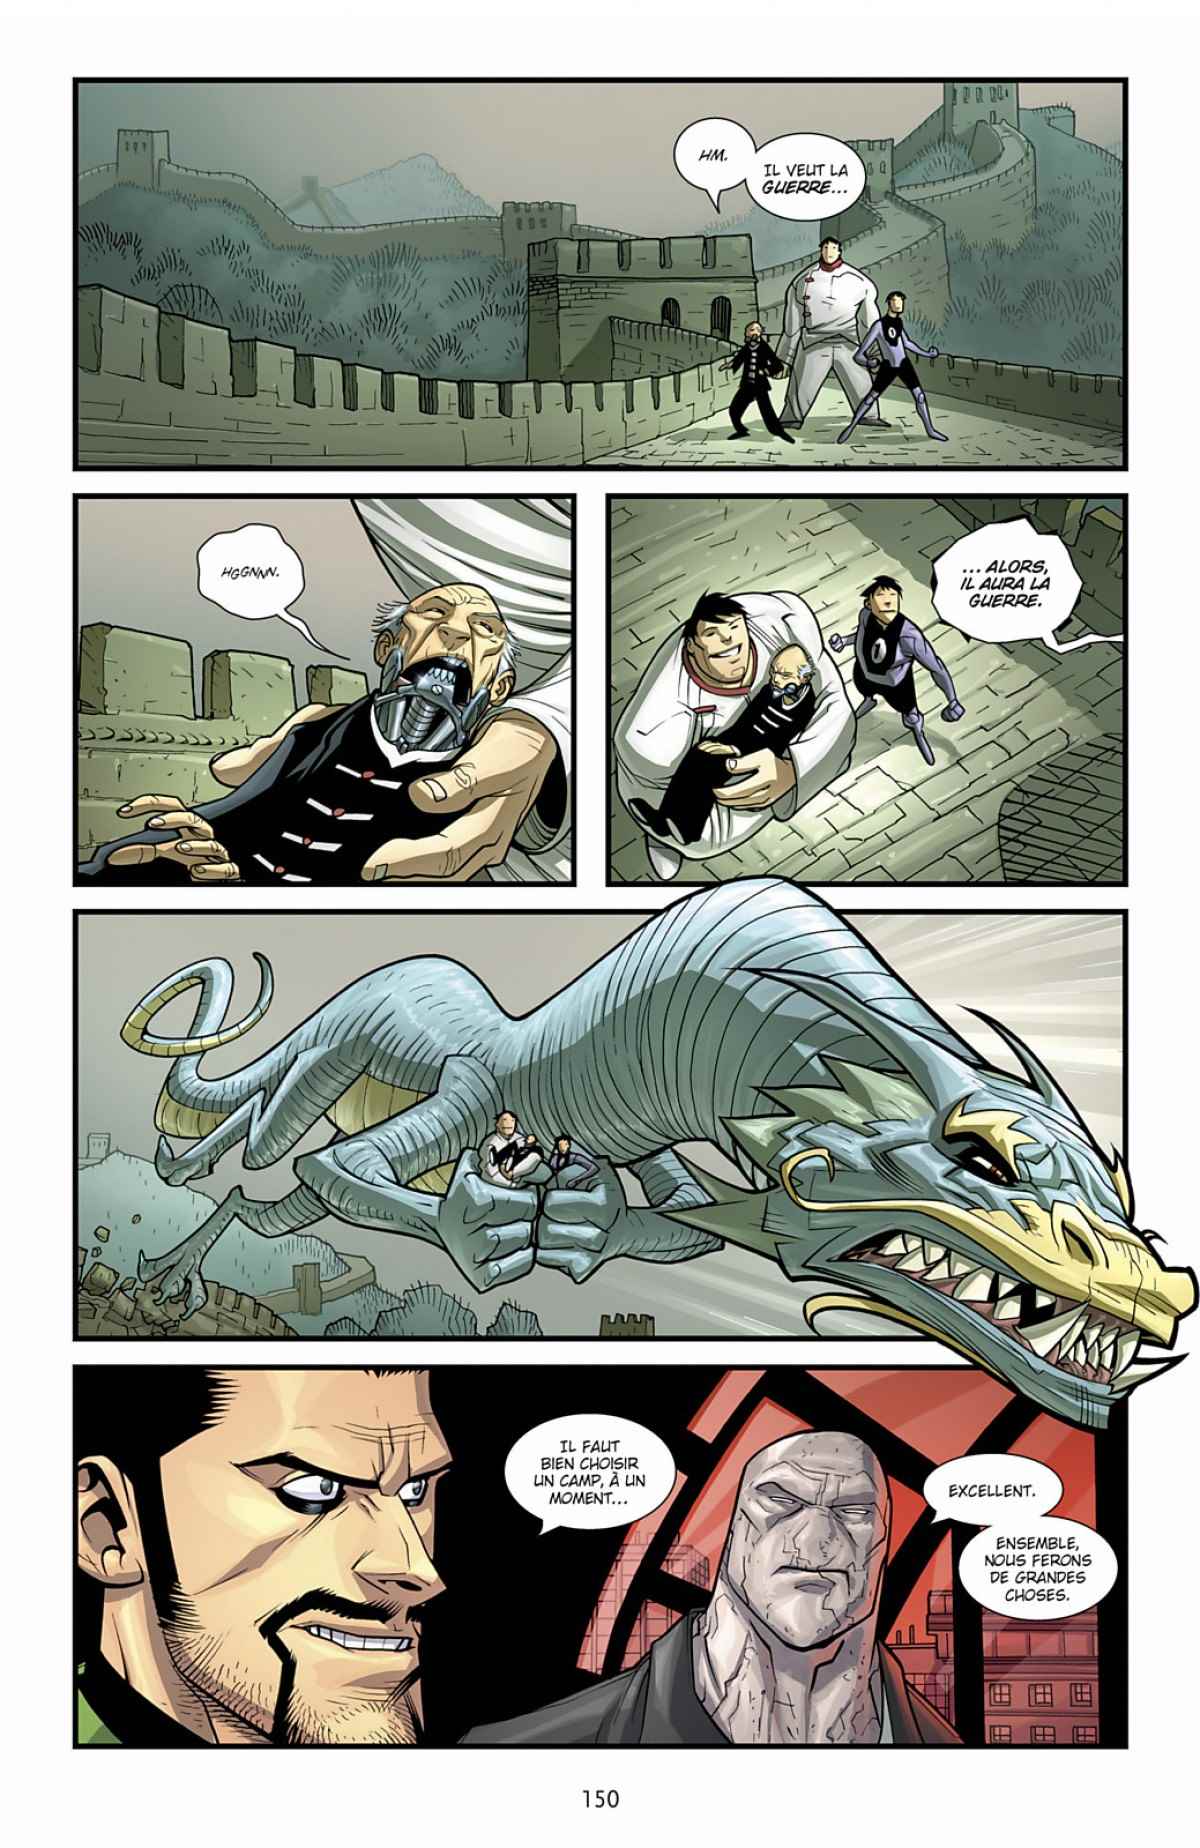 HM.
IL VEUT LA
GUERRE...
HGGNNN.
... ALORS,
IL AURA LA
GUERRE.
IL FAUT
BIEN CHOISIR
UN CAMP, À UN
MOMENT...
EXCELLENT.
ENSEMBLE,
NOUS FERONS
DE GRANDES
CHOSES.
150